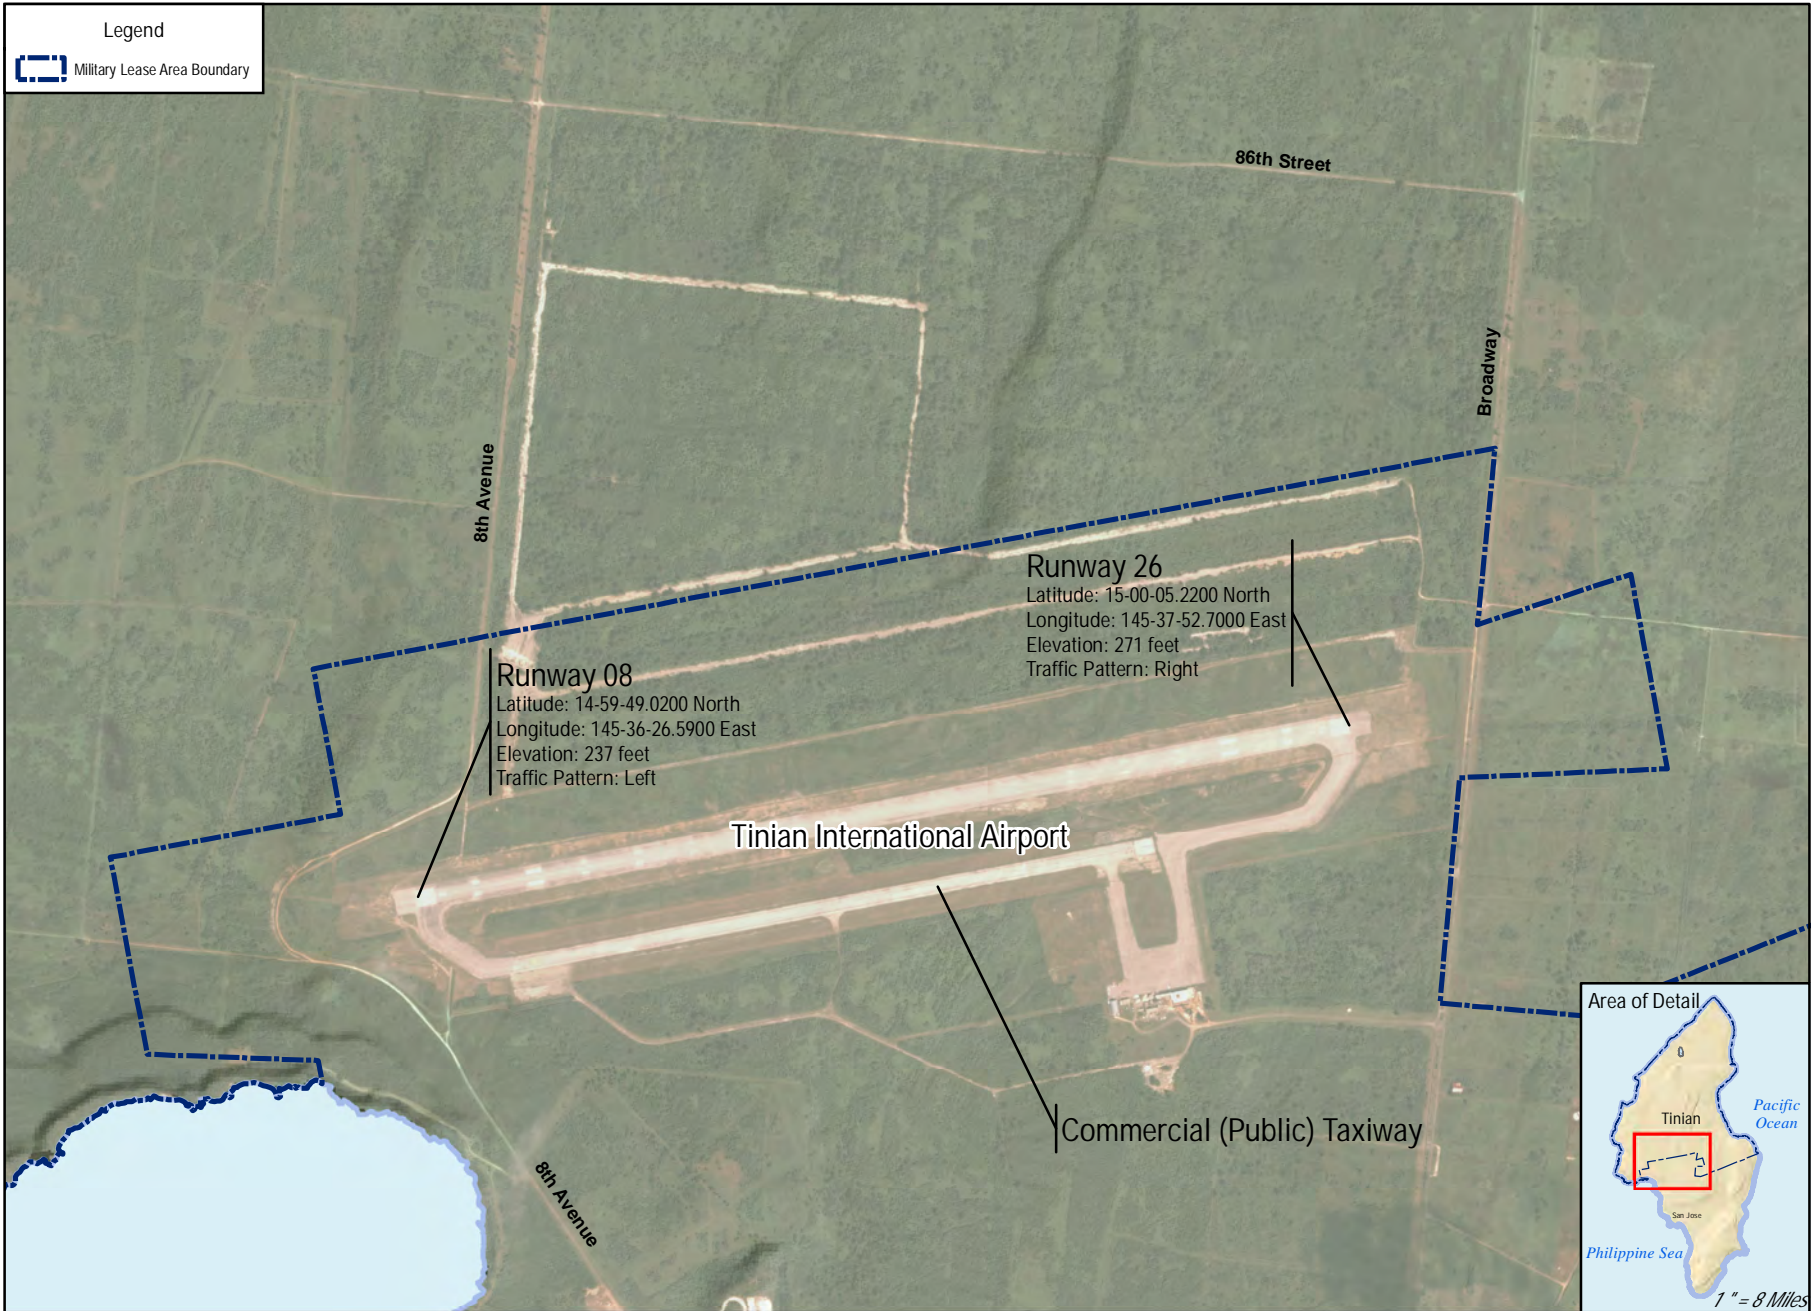 Legend
Military Lease Area Boundary
86th Street
Broadway
8th Avenue
Runway 26
Latitude: 15-00-05.2200 North
Longitude: 145-37-52.7000 East
Elevation: 271 feet
Traffic Pattern: Right
Runway 08
Latitude: 14-59-49.0200 North
Longitude: 145-36-26.5900 East
Elevation: 237 feet
Traffic Pattern: Left
Tinian International Airport
Commercial (Public) Taxiway
8th Avenue
Area of Detail
Tinian
Pacific
Ocean
San Jose
Philippine Sea
1 " = 8 Miles